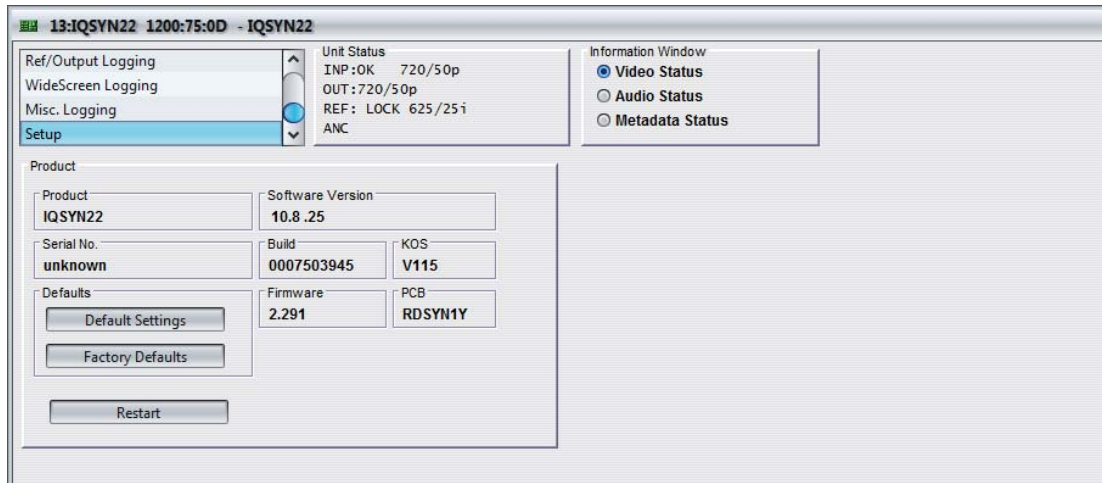 13:IQSYN22 1200:75:0D - IQSYN22
Ref/Output Logging
WideScreen Logging
Misc. Logging
Setup
Unit Status
INP:OK 720/50p
OUT:720/50p
REF: LOCK 625/25i
ANC
Information Window
Video Status
Audio Status
Metadata Status
Product
Product
IQSYN22
Software Version
10.8 .25
Serial No.
unknown
Build
0007503945
KOS
V115
Defaults
Default Settings
Factory Defaults
Firmware
2.291
PCB
RDSYN1Y
Restart